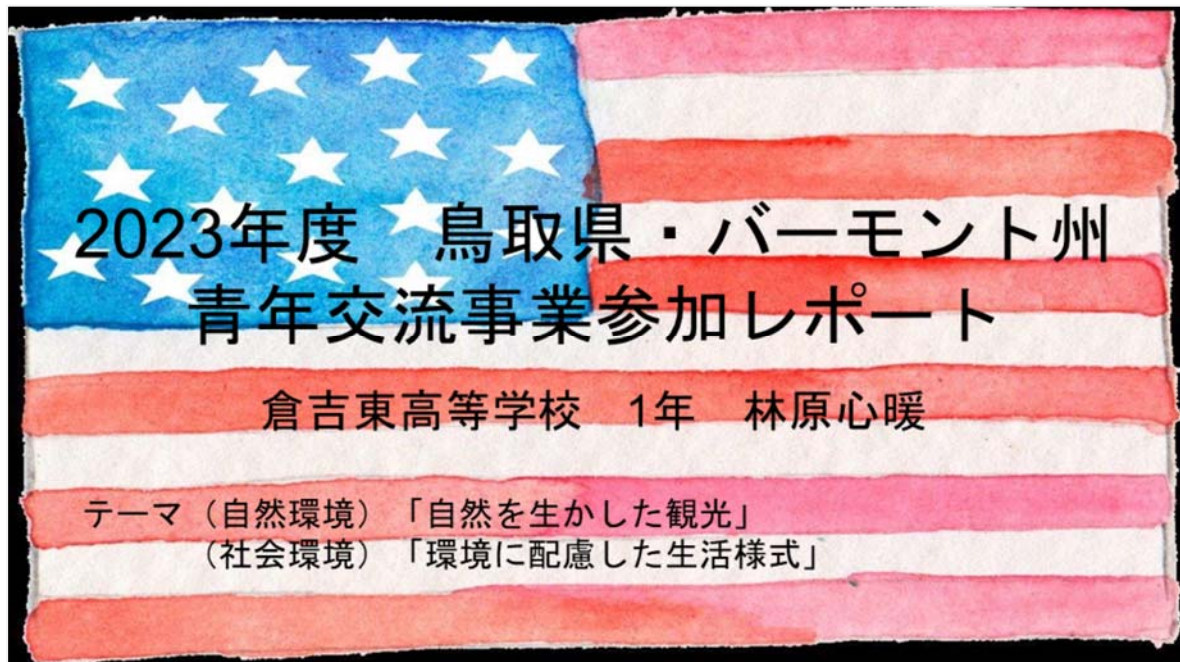 2023年度　鳥取県・バーモント州
青年交流事業参加レポート
倉吉東高等学校　1年　林原心暖
テーマ（自然環境）「自然を生かした観光」
（社会環境）「環境に配慮した生活様式」